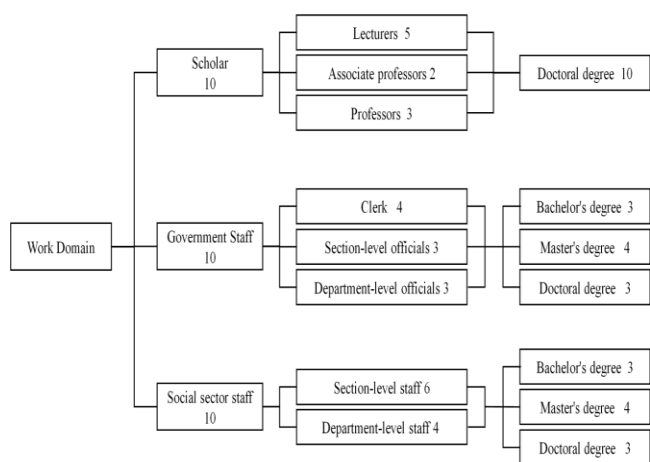 Work Domain
Scholar
10
Lecturers 5
Associate professors 2
Professors 3
Doctoral degree 10
Government Staff
10
Clerk 4
Section-level officials 3
Department-level officials 3
Bachelor's degree 3
Master's degree 4
Doctoral degree 3
Social sector staff
10
Section-level staff 6
Department-level staff 4
Bachelor's degree 3
Master's degree 4
Doctoral degree 3